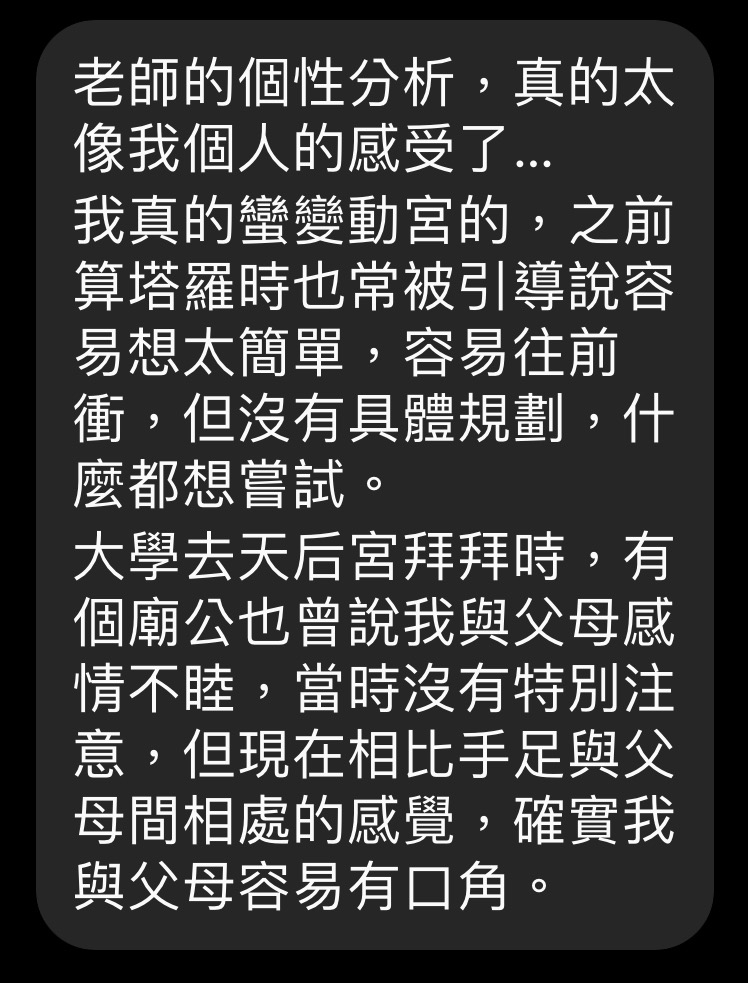 老師的個性分析，真的太
像我個人的感受了...
我真的蠻變動宮的，之前
算塔羅時也常被引導說容
易想太簡單，容易往前
衝，但沒有具體規劃，什
麼都想嘗試。
大學去天后宮拜拜時，有
個廟公也曾說我與父母感
情不睦，當時沒有特別注
意，但現在相比手足與父
母間相處的感覺，確實我
與父母容易有口角。